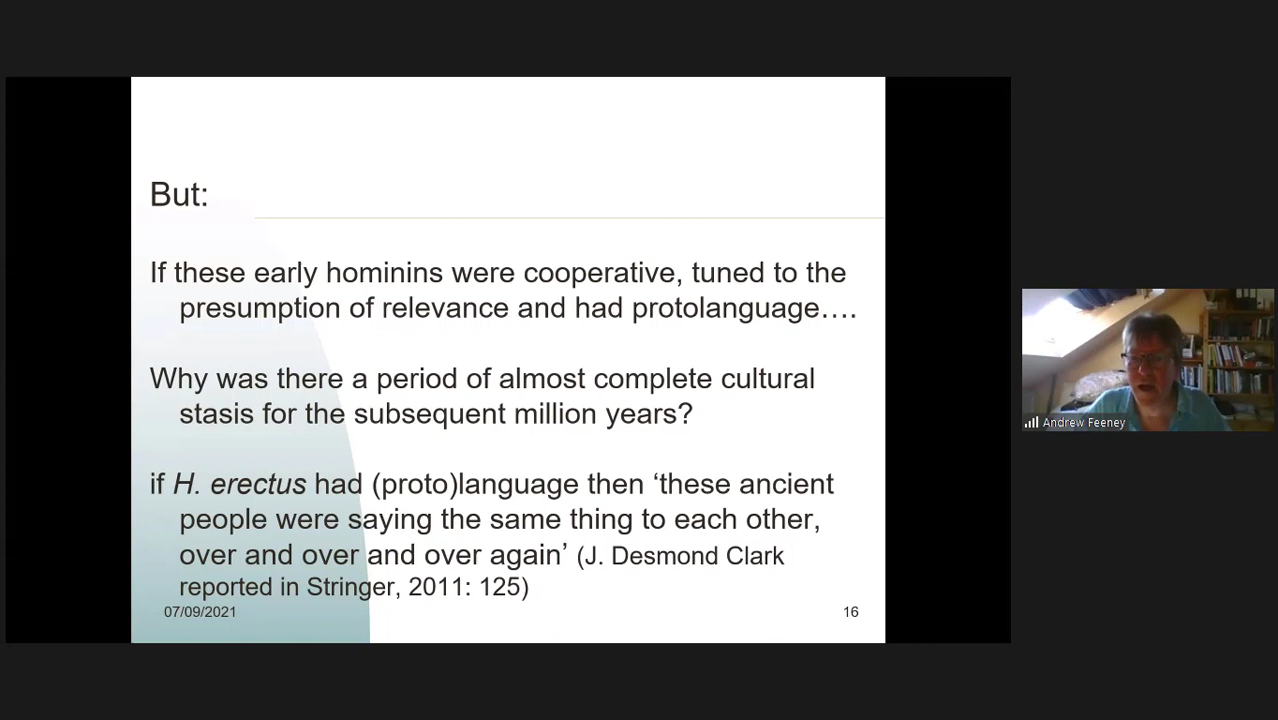 But:
If these early hominins were cooperative, tuned to the
presumption of relevance and had protolanguage….
Why was there a period of almost complete cultural
stasis for the subsequent million years?
if H. erectus had (proto)language then ‘these ancient
people were saying the same thing to each other,
over and over and over again’ (J. Desmond Clark
reported in Stringer, 2011: 125)
07/09/2021
16
Andrew Feeney